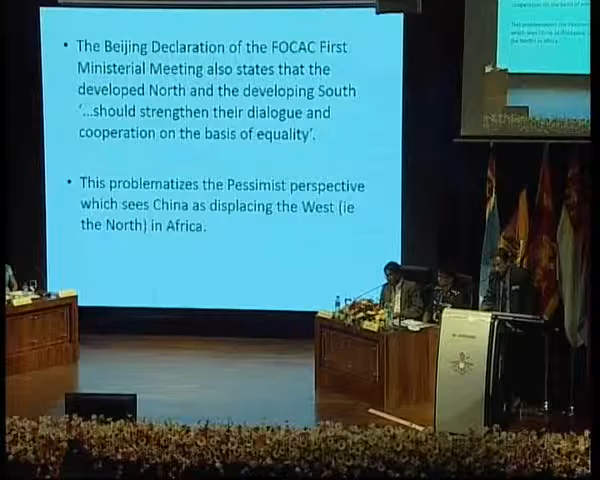 • The Beijing Declaration of the FOCAC First
Ministerial Meeting also states that the
developed North and the developing South
‘...should strengthen their dialogue and
cooperation on the basis of equality’.
• This problematizes the Pessimist perspective
which sees China as displacing the West (ie
the North) in Africa.